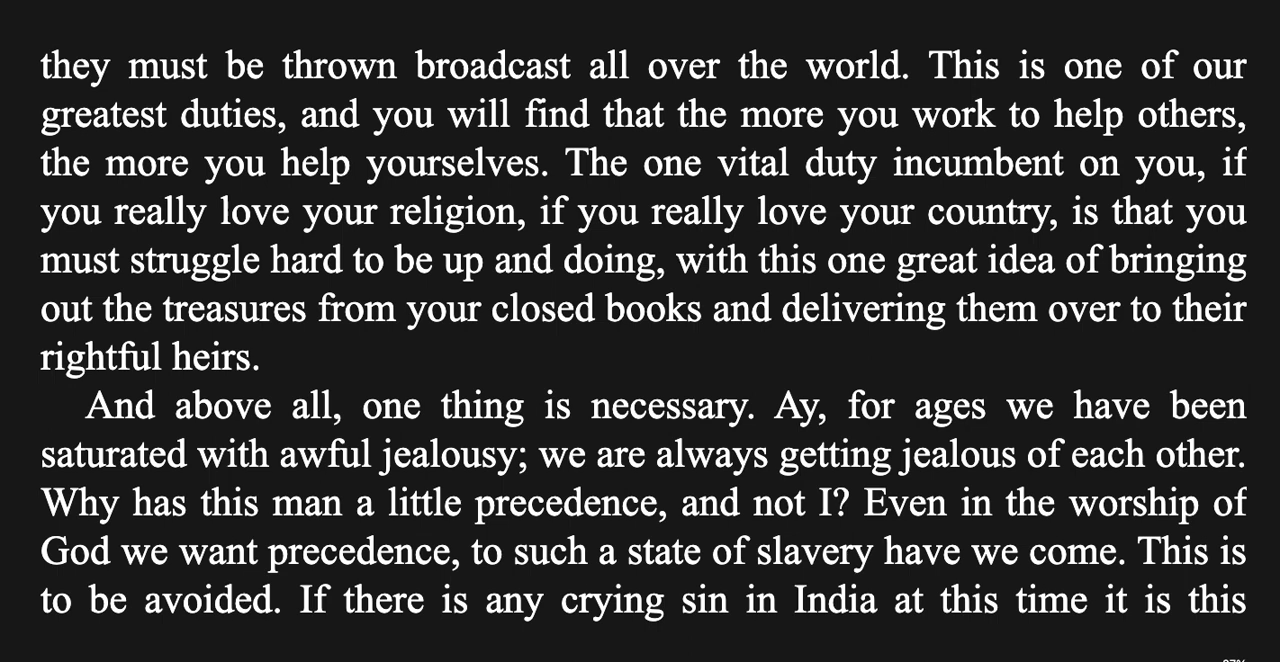 they must be thrown broadcast all over the world. This is one of our
greatest duties, and you will find that the more you work to help others,
the more you help yourselves. The one vital duty incumbent on you, if
you really love your religion, if you really love your country, is that you
must struggle hard to be up and doing, with this one great idea of bringing
out the treasures from your closed books and delivering them over to their
rightful heirs.
And above all, one thing is necessary. Ay, for ages we have been
saturated with awful jealousy; we are always getting jealous of each other.
Why has this man a little precedence, and not I? Even in the worship of
God we want precedence, to such a state of slavery have we come. This is
to be avoided. If there is any crying sin in India at this time it is this